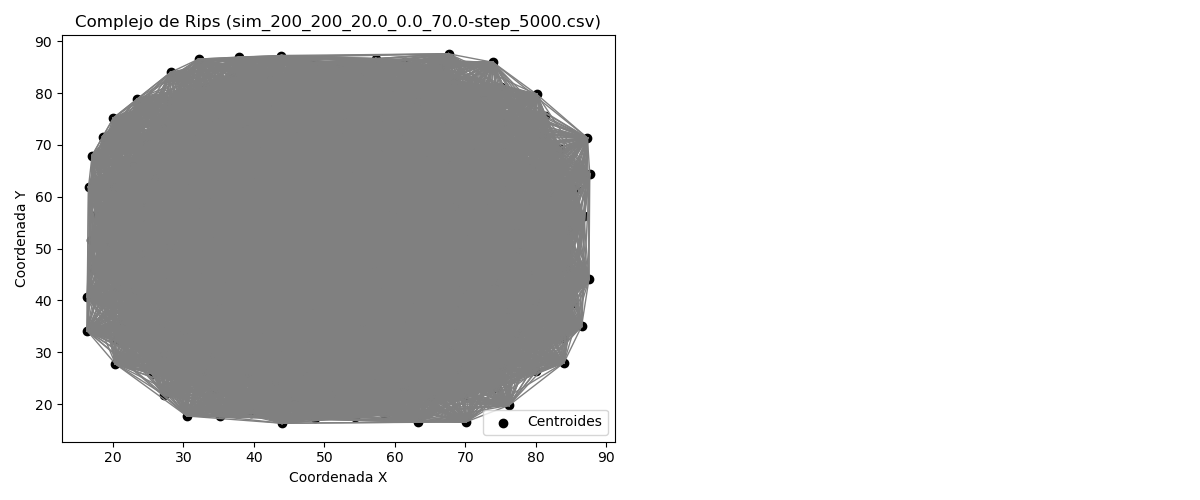 Complejo de Rips (sim_200_200_20.0_0.0_70.0-step_5000.csv)
90
80
70
60
50
40
30
20
Coordenada Y
Centroides
20 30 40 50 60 70 80 90
Coordenada X